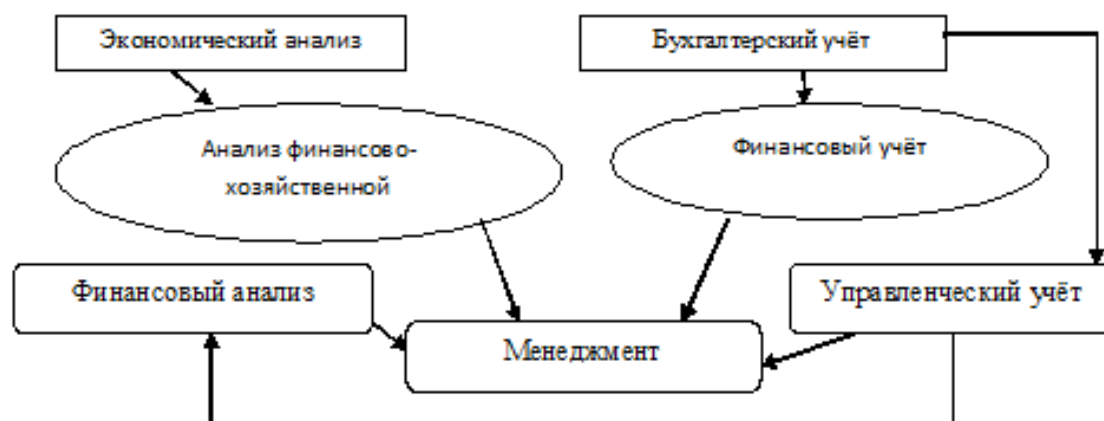 Экономический анализ
Бухгалтерский учёт
Анализ финансово-
хозяйственной
Финансовый учёт
Финансовый анализ
Управленческий учёт
Менеджмент